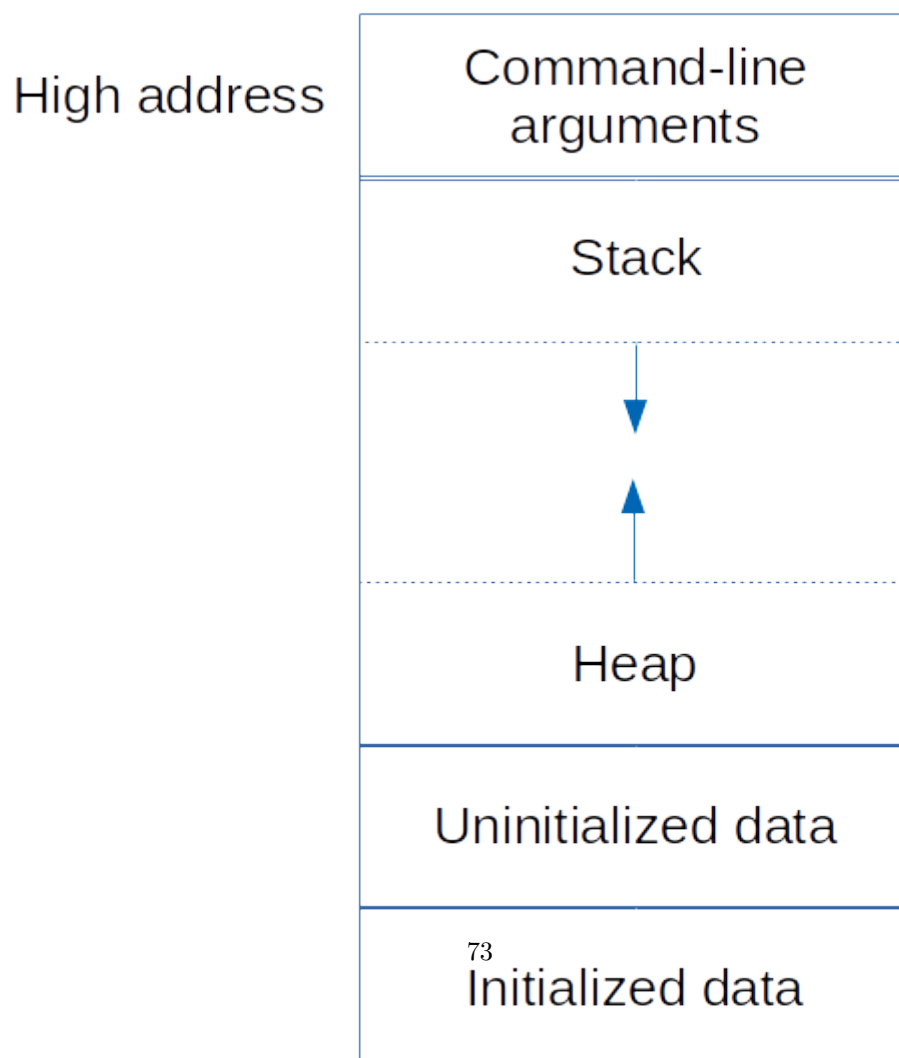 High address
Command-line
arguments
Stack
Heap
Uninitialized data
73
Initialized data